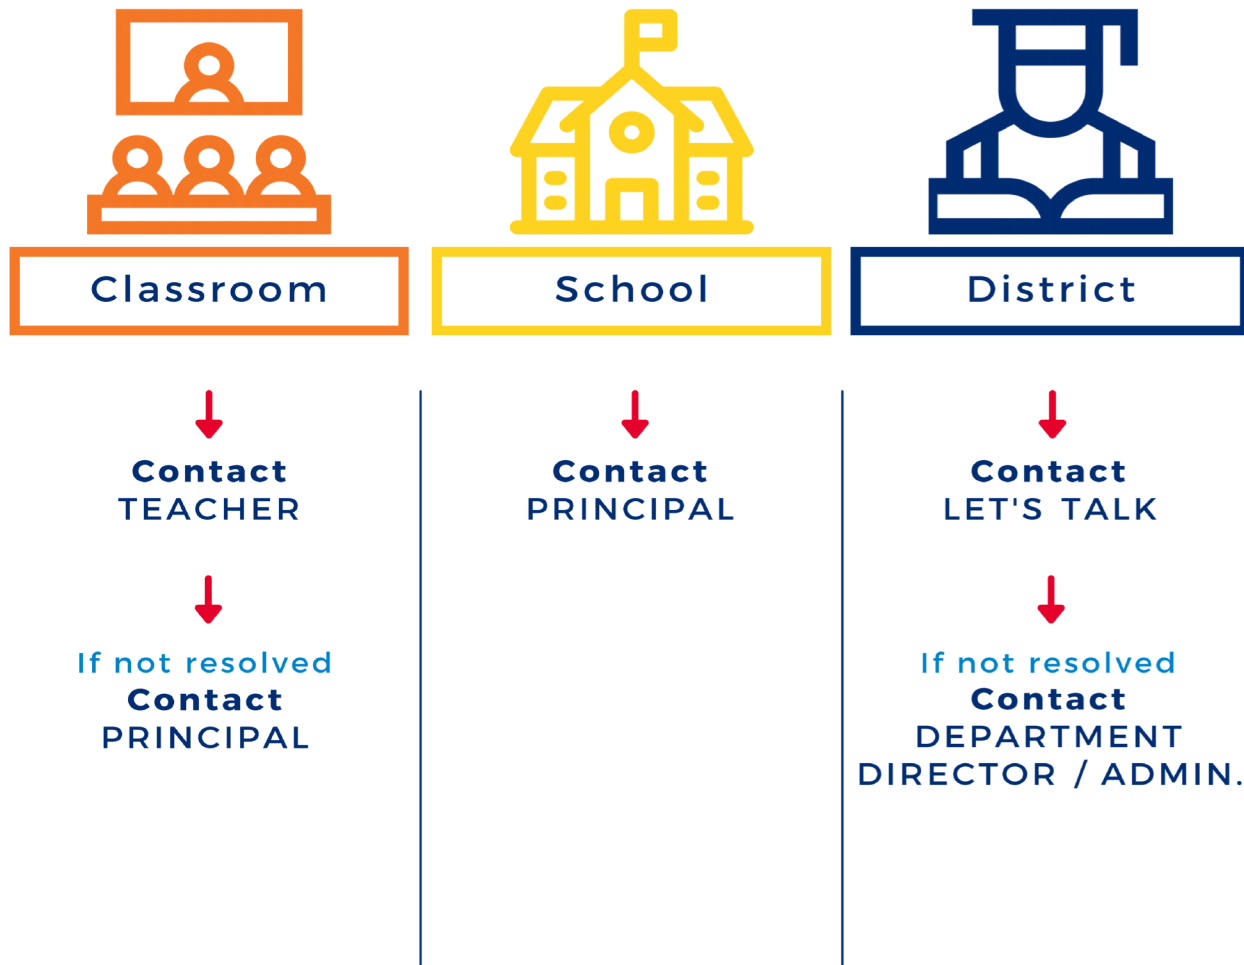 Classroom
Contact
TEACHER
If not resolved
Contact
PRINCIPAL
School
Contact
PRINCIPAL
District
Contact
LET'S TALK
If not resolved
Contact
DEPARTMENT
DIRECTOR / ADMIN.